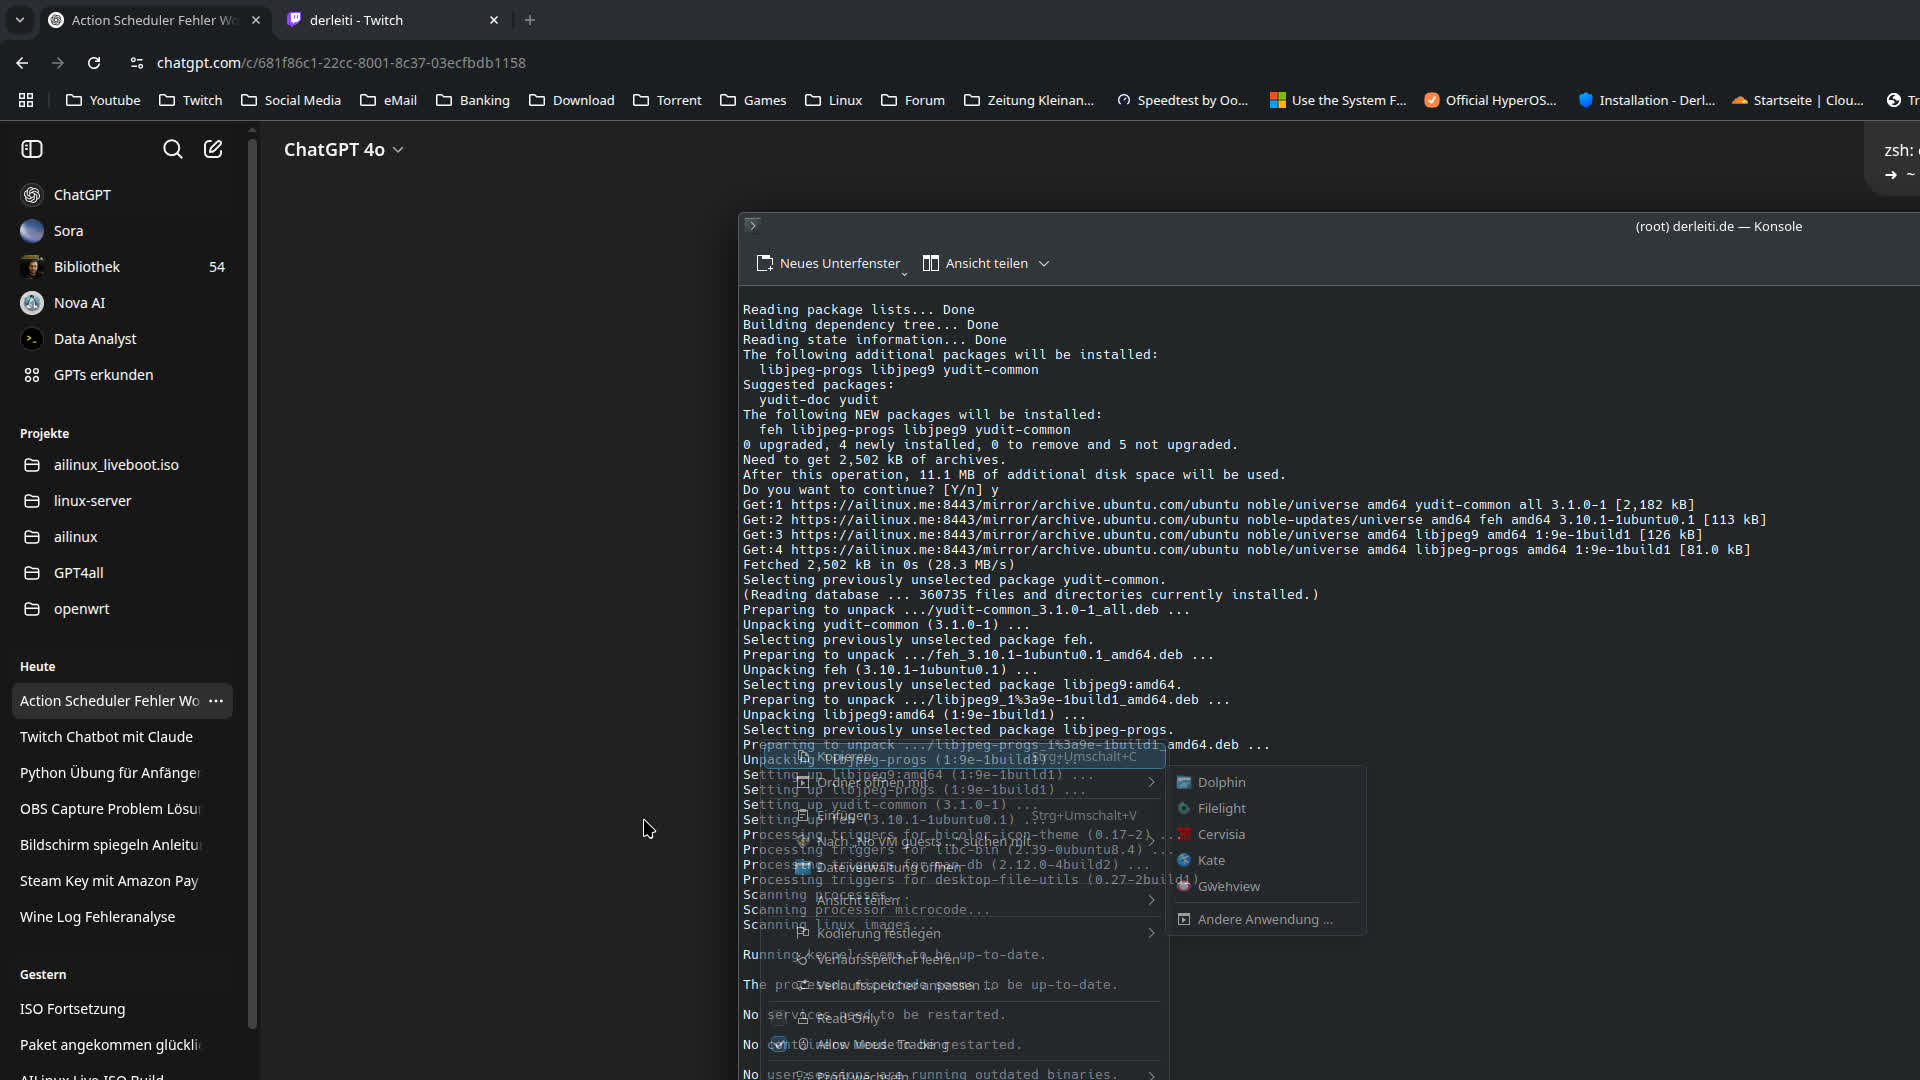 Action Scheduler Fehler Wo
derleiti - Twitch
chatgpt.com/c/681f86c1-22cc-8001-8c37-03ecfbdb1158
Youtube
Twitch
Social Media
eMail
Banking
Download
Torrent
Games
Linux
Forum
Zeitung Kleinan...
Speedtest by Oo...
Use the System F...
Official HyperOS...
Installation - Derl...
Startseite | Clou...
Tr
ChatGPT 4o
zsh:
→ ~
ChatGPT
Sora
Bibliothek 54
Nova AI
Data Analyst
GPTs erkunden
Projekte
ailinux_liveboot.iso
linux-server
ailinux
GPT4all
openwrt
Heute
Action Scheduler Fehler Wo ...
Twitch Chatbot mit Claude
Python Übung für Anfänger
OBS Capture Problem Lösu
Bildschirm spiegeln Anleitu
Steam Key mit Amazon Pay
Wine Log Fehleranalyse
Gestern
ISO Fortsetzung
Paket angekommen glückli
AILinux Live ISO Build
(root) derleiti.de — Konsole
Neues Unterfenster
Ansicht teilen
Reading package lists... Done
Building dependency tree... Done
Reading state information... Done
The following additional packages will be installed:
libjpeg-progs libjpeg9 yudit-common
Suggested packages:
yudit-doc yudit
The following NEW packages will be installed:
feh libjpeg-progs libjpeg9 yudit-common
0 upgraded, 4 newly installed, 0 to remove and 5 not upgraded.
Need to get 2,502 kB of archives.
After this operation, 11.1 MB of additional disk space will be used.
Do you want to continue? [Y/n] y
Get:1 https://ailinux.me:8443/mirror/archive.ubuntu.com/ubuntu noble/universe amd64 yudit-common all 3.1.0-1 [2,182 kB]
Get:2 https://ailinux.me:8443/mirror/archive.ubuntu.com/ubuntu noble-updates/universe amd64 feh amd64 3.10.1-1ubuntu0.1 [113 kB]
Get:3 https://ailinux.me:8443/mirror/archive.ubuntu.com/ubuntu noble/universe amd64 libjpeg9 amd64 1:9e-1build1 [126 kB]
Get:4 https://ailinux.me:8443/mirror/archive.ubuntu.com/ubuntu noble/universe amd64 libjpeg-progs amd64 1:9e-1build1 [81.0 kB]
Fetched 2,502 kB in 0s (28.3 MB/s)
Selecting previously unselected package yudit-common.
(Reading database ... 360735 files and directories currently installed.)
Preparing to unpack .../yudit-common_3.1.0-1_all.deb ...
Unpacking yudit-common (3.1.0-1) ...
Selecting previously unselected package feh.
Preparing to unpack .../feh_3.10.1-1ubuntu0.1_amd64.deb ...
Unpacking feh (3.10.1-1ubuntu0.1) ...
Selecting previously unselected package libjpeg9:amd64.
Preparing to unpack .../libjpeg9_1%3a9e-1build1_amd64.deb ...
Unpacking libjpeg9:amd64 (1:9e-1build1) ...
Selecting previously unselected package libjpeg-progs.
Preparing to unpack .../libjpeg-progs_1%3a9e-1build1_amd64.deb ...
Unpacking libjpeg-progs (1:9e-1build1) ...
Setting up libjpeg9:amd64 (1:9e-1build1) ...
Setting up libjpeg-progs (1:9e-1build1) ...
Setting up yudit-common (3.1.0-1) ...
Setting up feh (3.10.1-1ubuntu0.1) ...
Processing triggers for hicolor-icon-theme (0.17-2) ...
Processing triggers for libc-bin (2.39-0ubuntu8.4) ...
Processing triggers for man-db (2.12.0-4build2) ...
Processing triggers for desktop-file-utils (0.27-2build1) ...
Scanning processes...
Scanning processor microcode...
Scanning linux images...
Running kernel seems to be up-to-date.
The processor microcode seems to be up-to-date.
No services need to be restarted.
No containers need to be restarted.
No user sessions are running outdated binaries.
Kopieren Strg+Umschalt+C
Ordner öffnen mit
Einfügen Strg+Umschalt+V
Nach „No VM guests ..." suchen mit
Dateiverwaltung öffnen
Ansicht teilen
Kodierung festlegen
Verlaufsspeicher leeren
Verlaufsspeicher anpassen ...
Read-Only
Allow Mouse Tracking
Profil wechseln
Dolphin
Filelight
Cervisia
Kate
Gwenview
Andere Anwendung ...